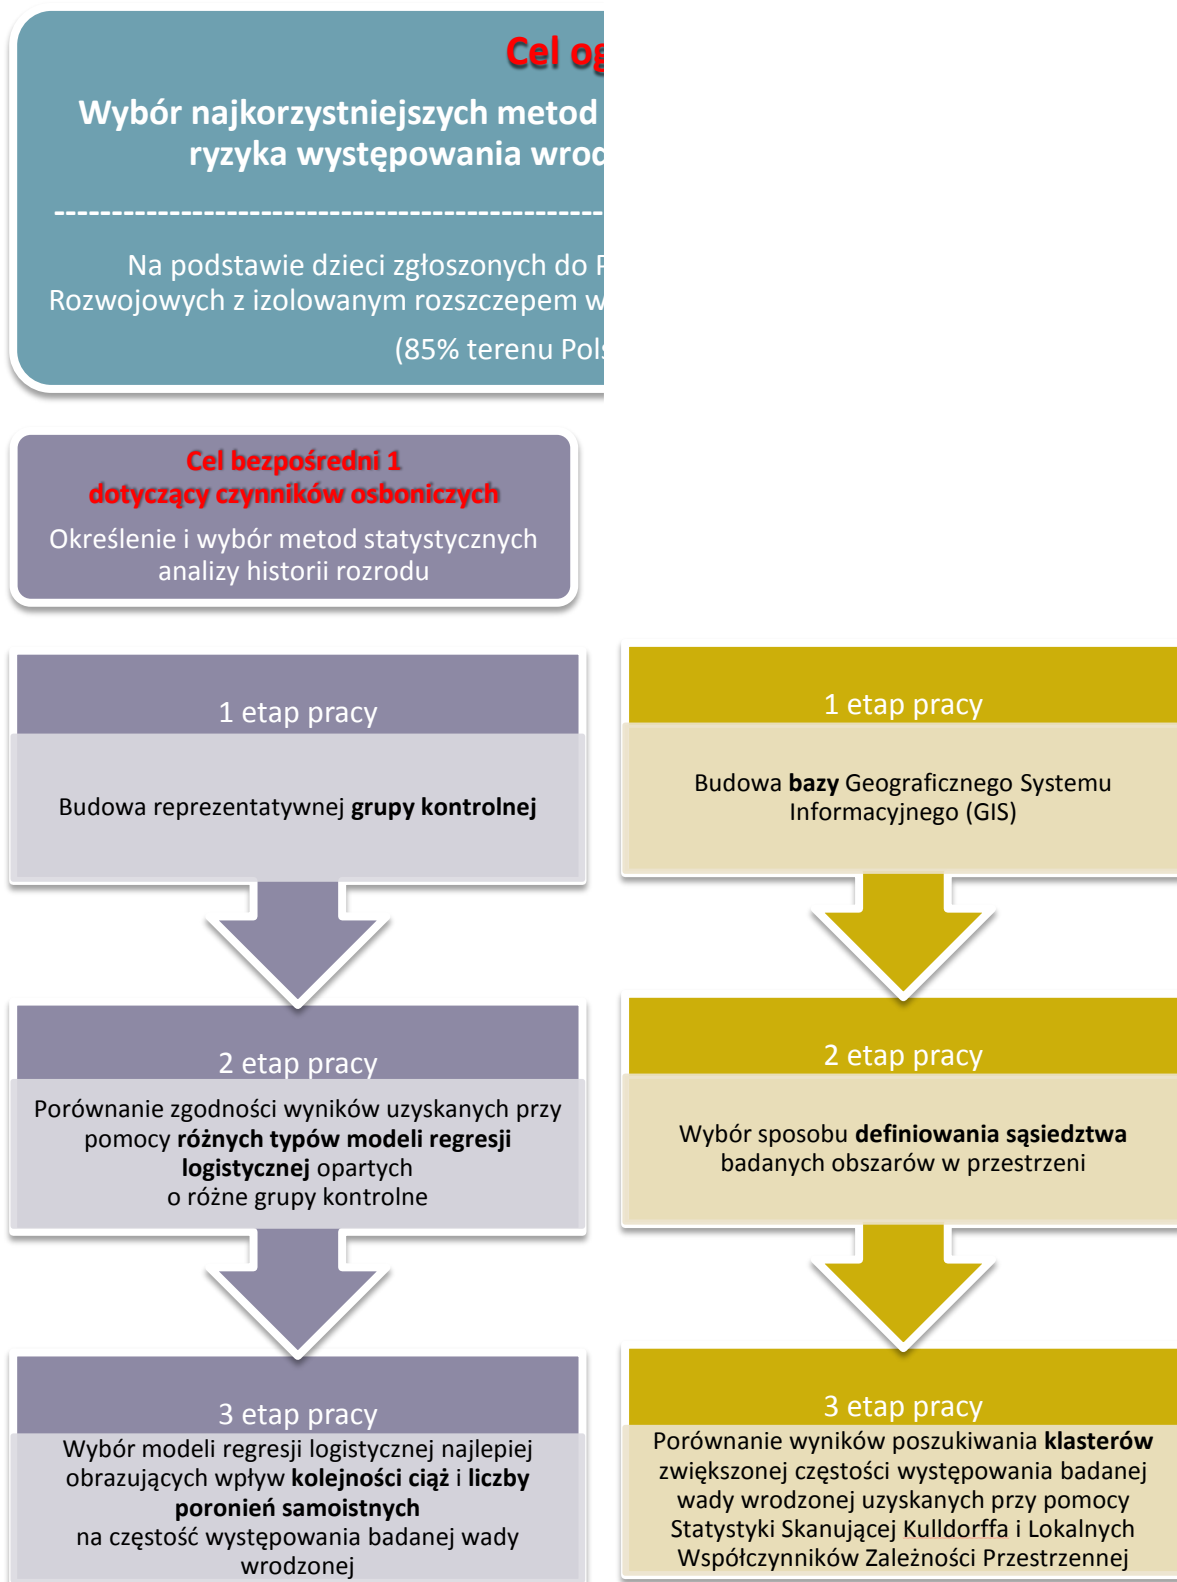 Cel og
Wybór najkorzystniejszych metod
ryzyka występowania wrod
--------------------------------------------------
Na podstawie dzieci zgłoszonych do
Rozwojowych z izolowanym rozszczepem w
(85% terenu Pols
Cel bezpośredni 1
dotyczący czynników osboniczych
Określenie i wybór metod statystycznych
analizy historii rozrodu
1 etap pracy
Budowa reprezentatywnej grupy kontrolnej
2 etap pracy
Porównanie zgodności wyników uzyskanych przy
pomocy różnych typów modeli regresji
logistycznej opartych
o różne grupy kontrolne
3 etap pracy
Wybór modeli regresji logistycznej najlepiej
obrazujących wpływ kolejności ciąż i liczby
poronień samoistnych
na częstość występowania badanej wady
wrodzonej
1 etap pracy
Budowa bazy Geograficznego Systemu
Informacyjnego (GIS)
2 etap pracy
Wybór sposobu definiowania sąsiedztwa
badanych obszarów w przestrzeni
3 etap pracy
Porównanie wyników poszukiwania klasterów
zwiększonej częstości występowania badanej
wady wrodzonej uzyskanych przy pomocy
Statystyki Skanującej Kulldorffa i Lokalnych
Współczynników Zależności Przestrzennej